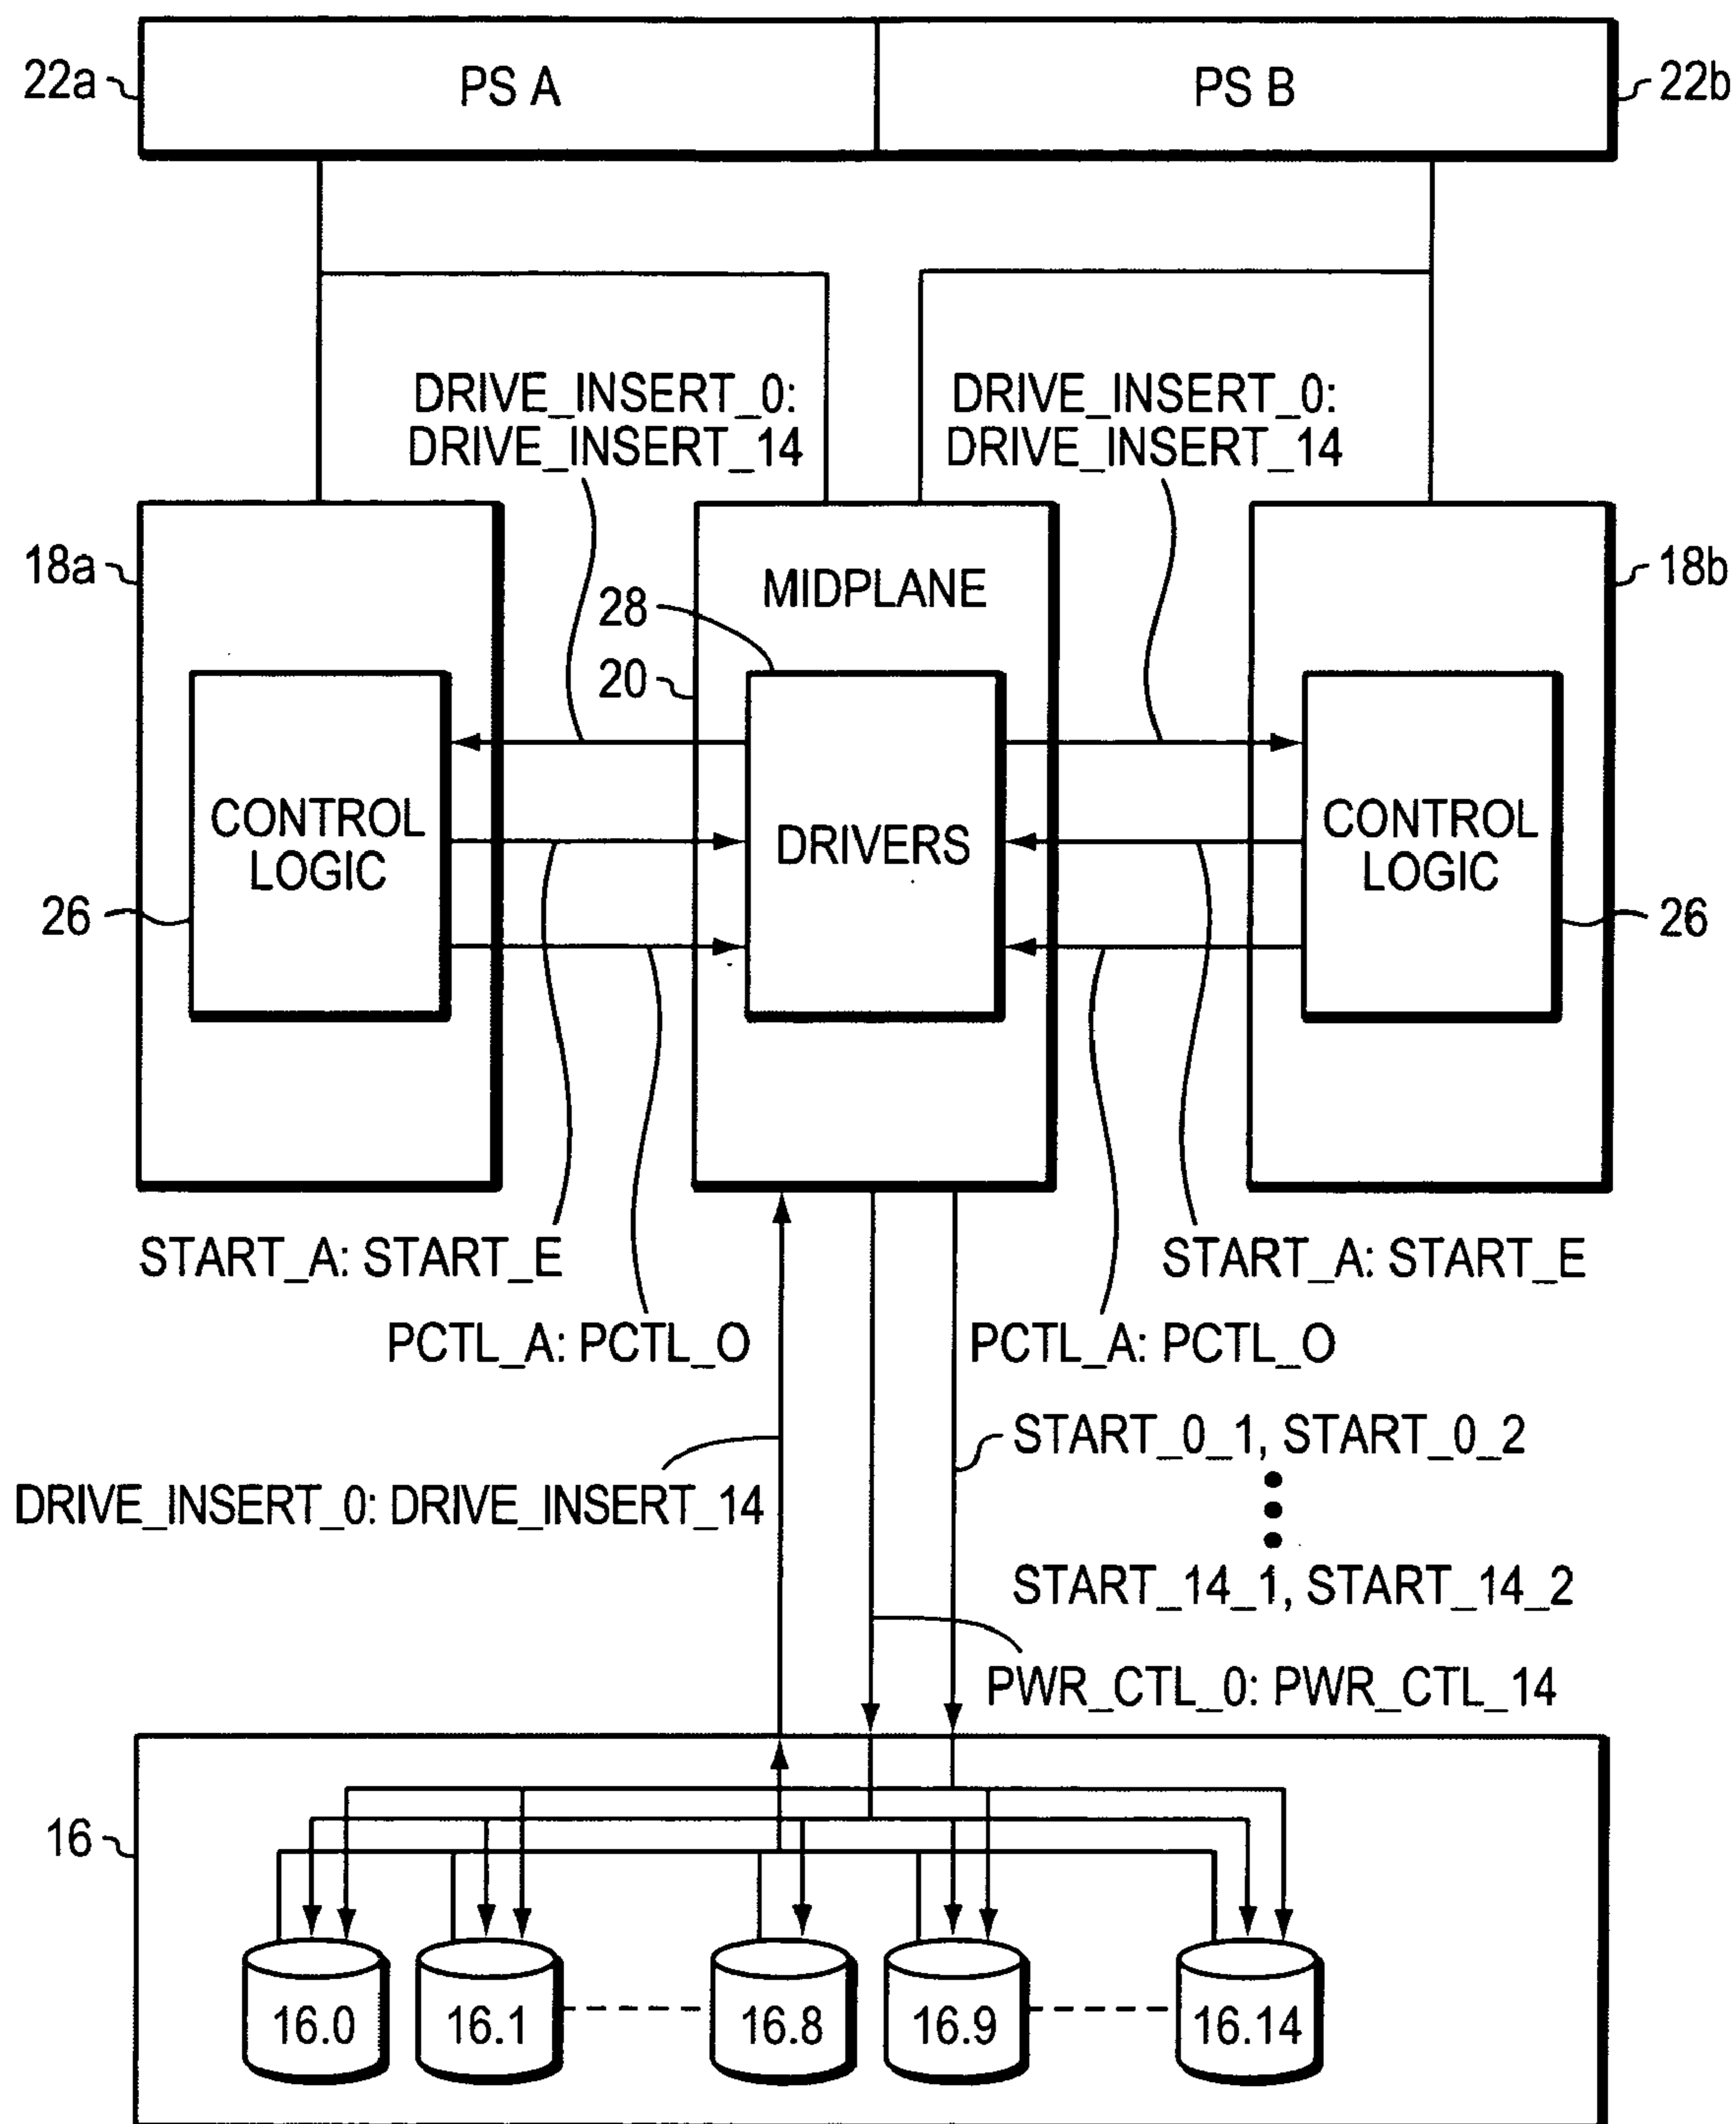 22a
PS A
PS B
22b
DRIVE_INSERT_0:
DRIVE_INSERT_14
DRIVE_INSERT_0:
DRIVE_INSERT_14
18a
MIDPLANE
18b
28
20
CONTROL
LOGIC
DRIVERS
CONTROL
LOGIC
26
26
START_A: START_E
START_A: START_E
PCTL_A: PCTL_O
PCTL_A: PCTL_O
START_0_1, START_0_2
DRIVE_INSERT_0: DRIVE_INSERT_14
START_14_1, START_14_2
PWR_CTL_0: PWR_CTL_14
16
16.0
16.1
16.8
16.9
16.14